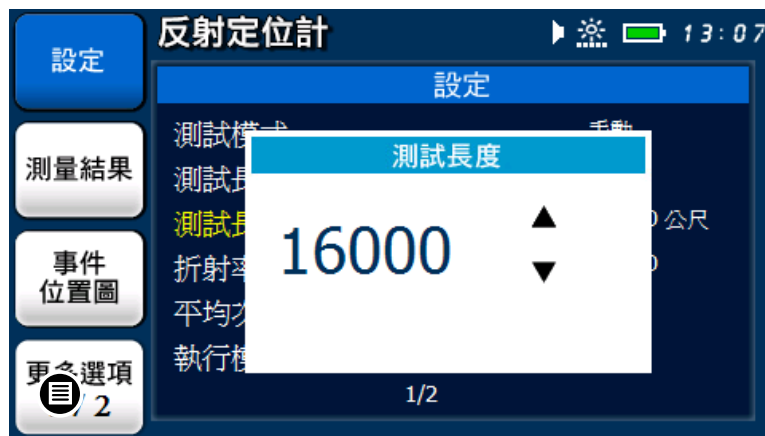 反射定位計
13:07
設定
設定
測量結果
事件
位置圖
更多選項
/ 2
測試模式
手動
測試長
測試長
公尺
折射率
平均次
執行模
測試長度
16000
1/2